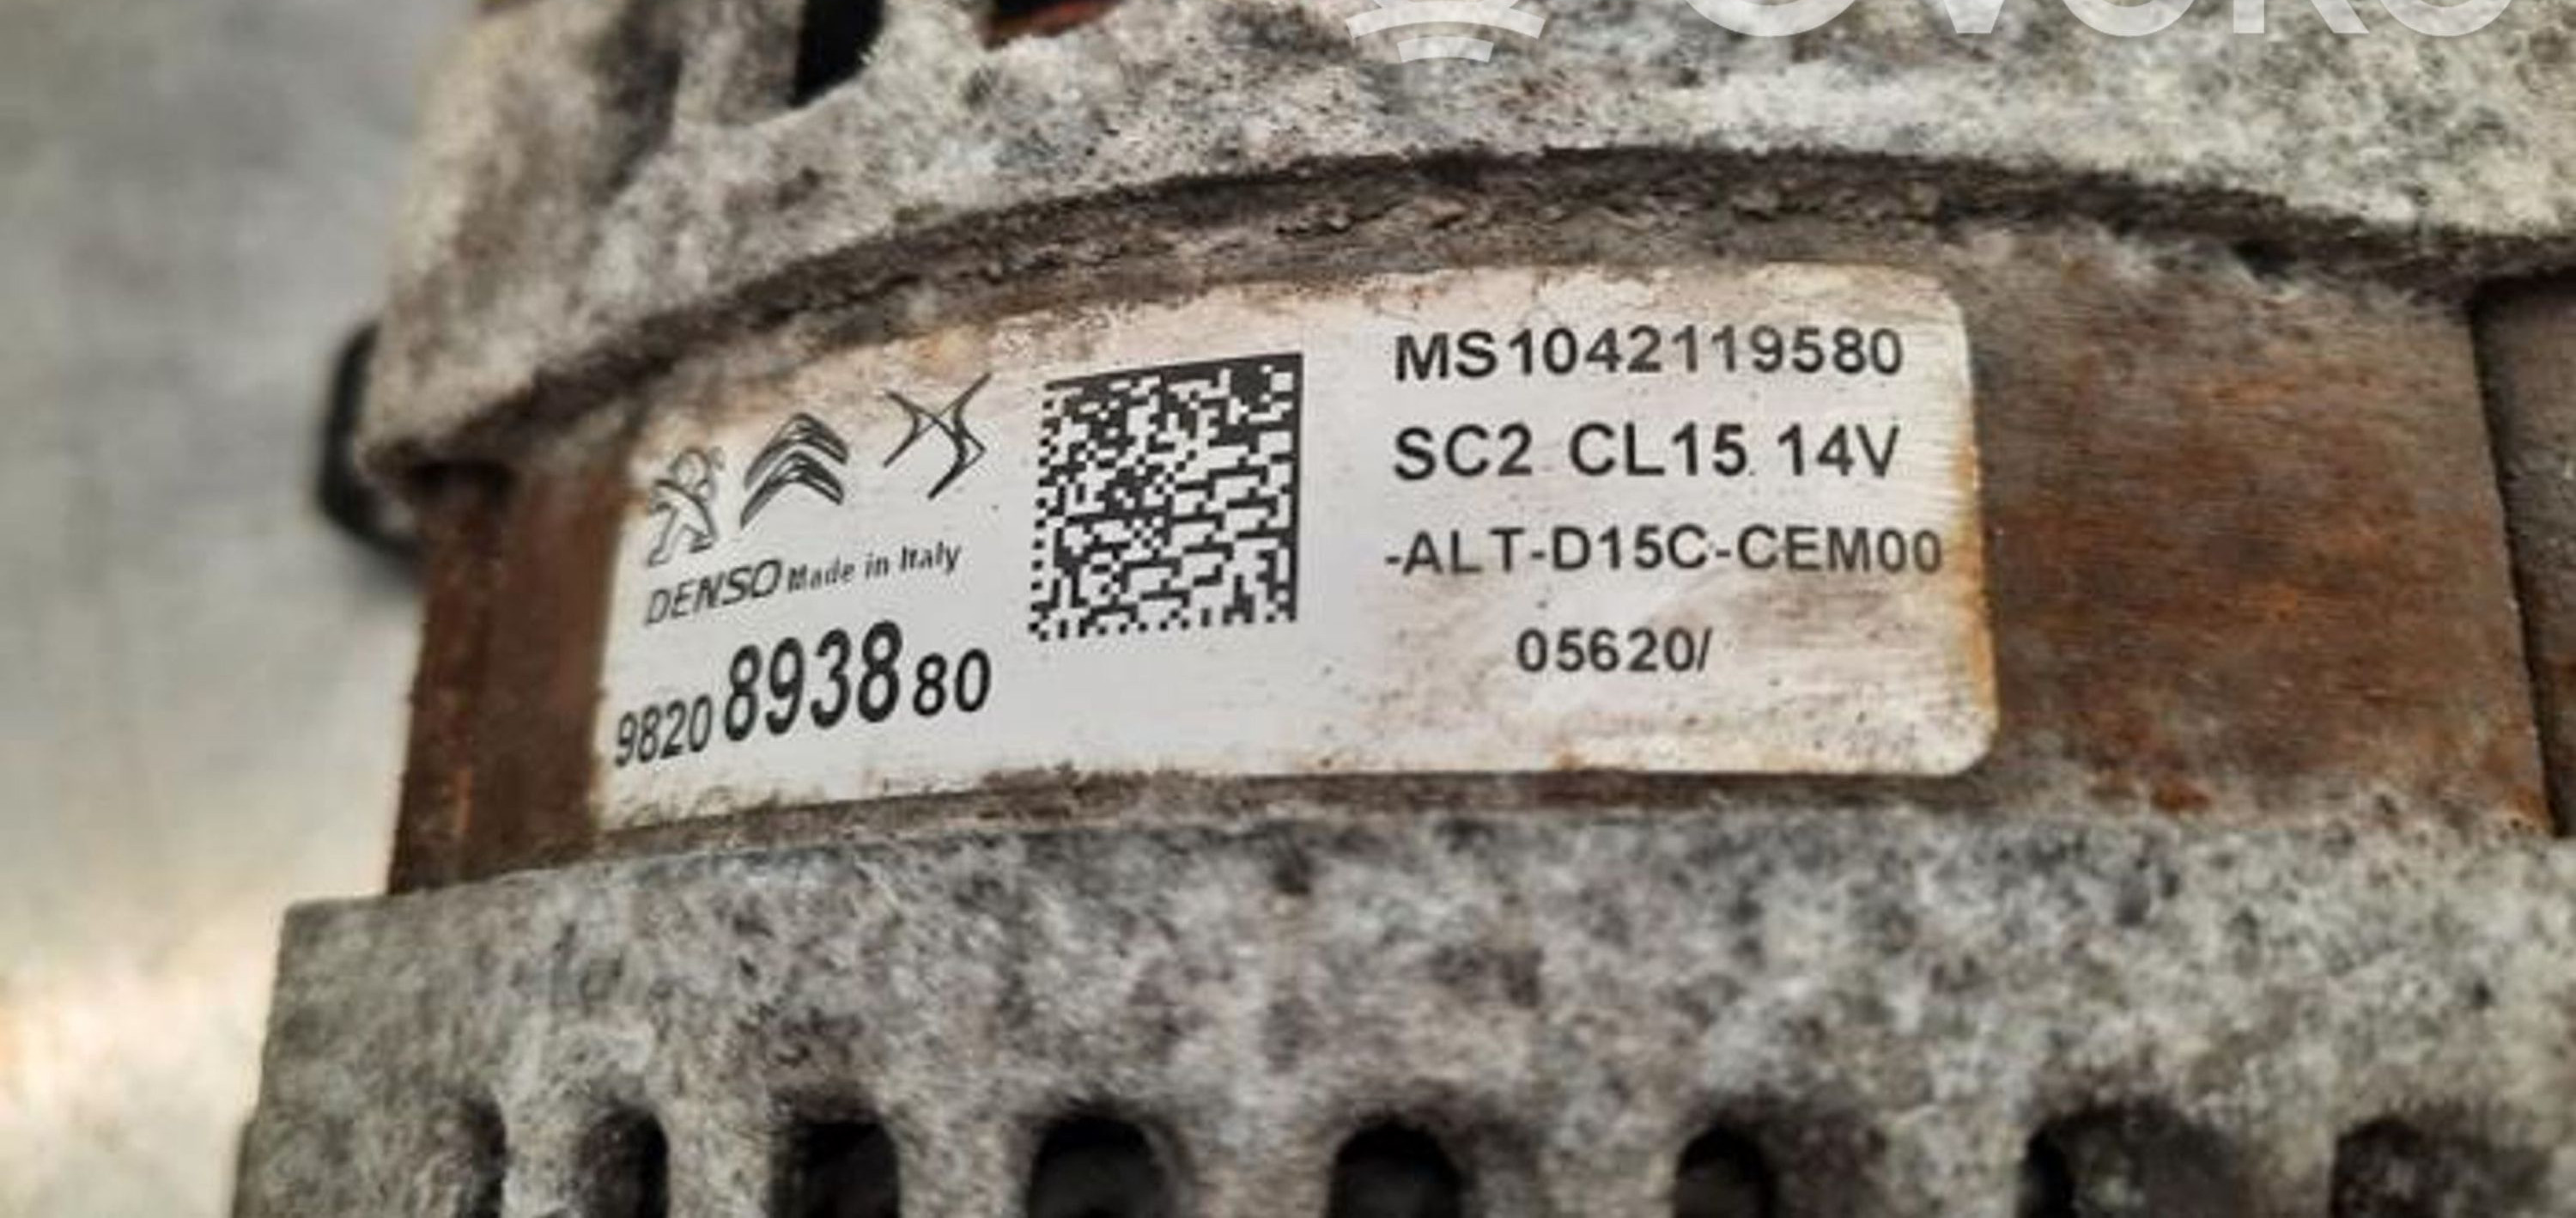 DENSO Made in Italy
9820893880
MS1042119580
SC2 CL15 14V
-ALT-D15C-CEM00
05620/